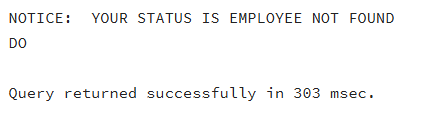 NOTICE:  YOUR STATUS IS EMPLOYEE NOT FOUND
DO
Query returned successfully in 303 msec.